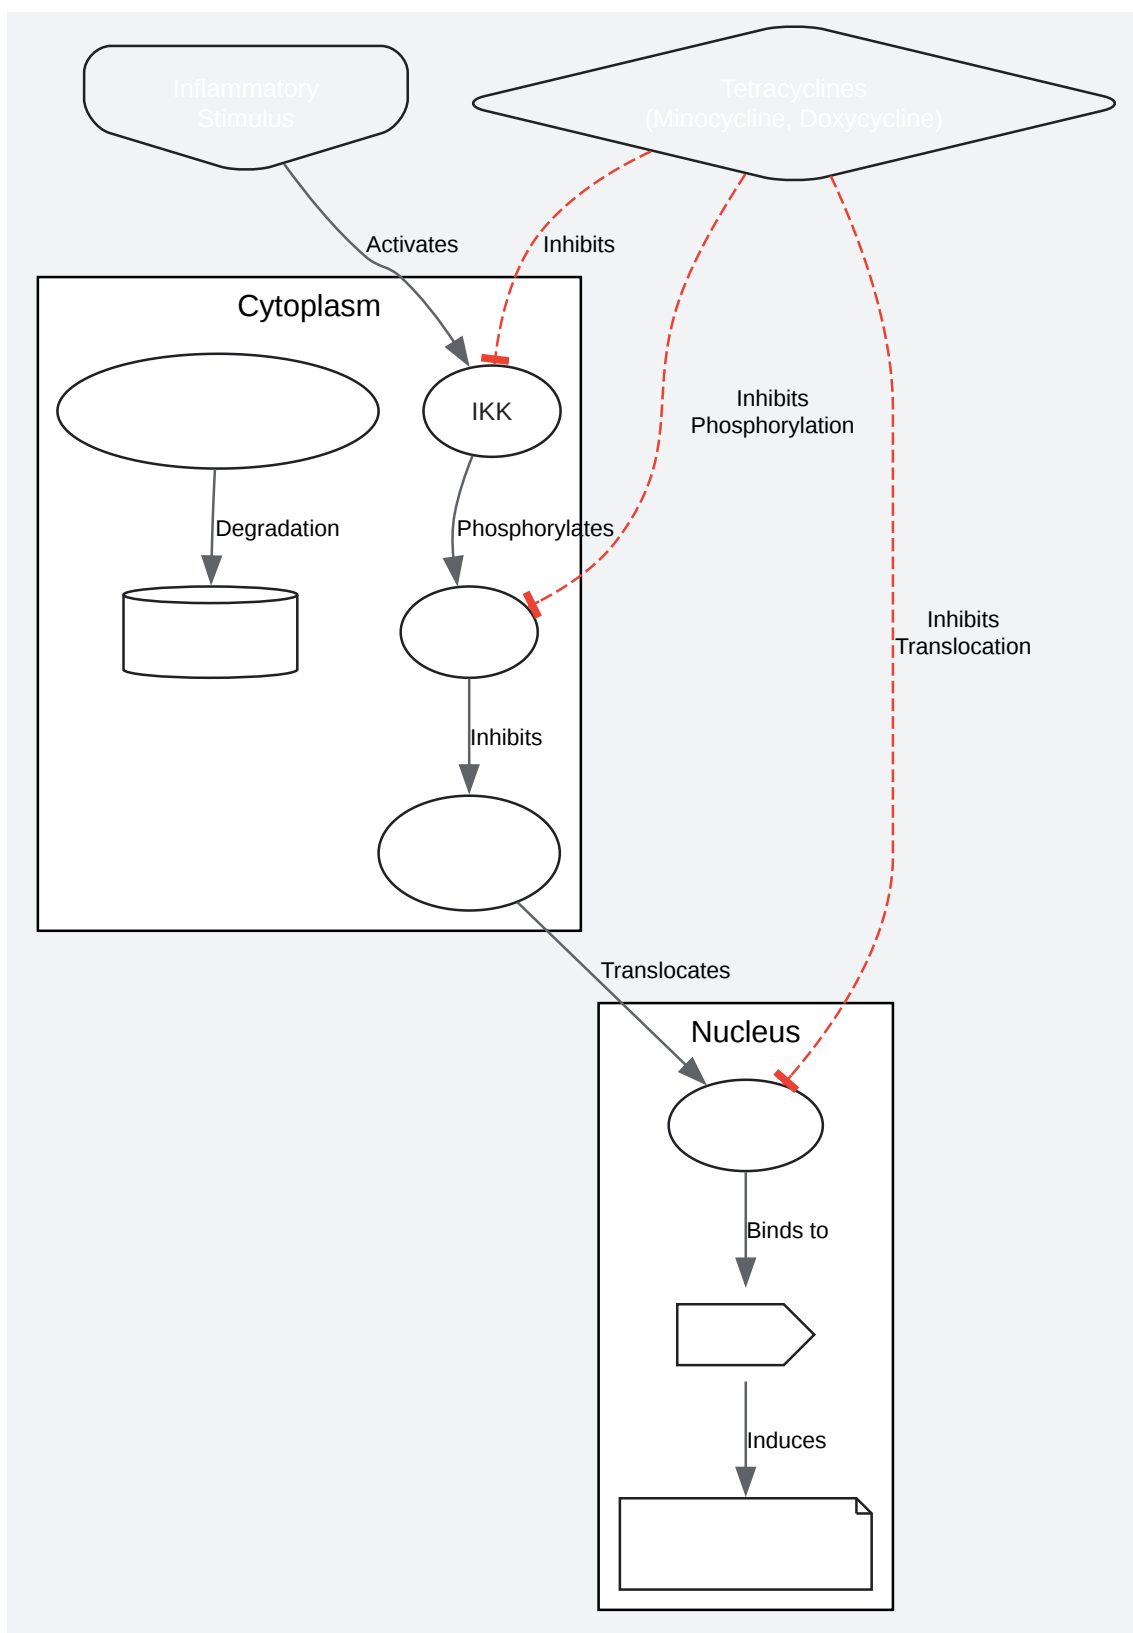 Inflammatory
Stimulus
Tetracyclines
(Minocycline, Doxycycline)
Activates
Inhibits
Cytoplasm
IKK
Inhibits
Phosphorylation
Degradation
Phosphorylates
Inhibits
Translocation
Inhibits
Translocates
Nucleus
Binds to
Induces